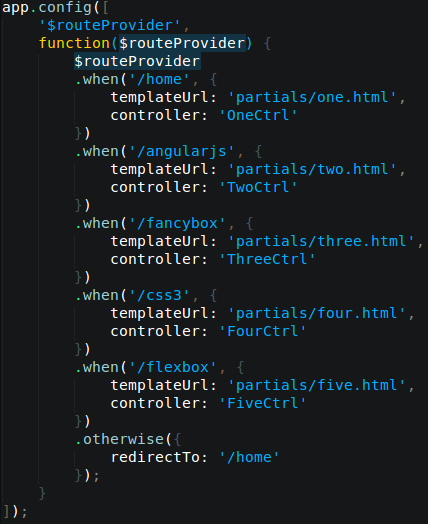 app.config([
    '$routeProvider',
    function($routeProvider) {
        $routeProvider
        .when('/home', {
            templateUrl: 'partials/one.html',
            controller: 'OneCtrl'
        })
        .when('/angularjs', {
            templateUrl: 'partials/two.html',
            controller: 'TwoCtrl'
        })
        .when('/fancybox', {
            templateUrl: 'partials/three.html',
            controller: 'ThreeCtrl'
        })
        .when('/css3', {
            templateUrl: 'partials/four.html',
            controller: 'FourCtrl'
        })
        .when('/flexbox', {
            templateUrl: 'partials/five.html',
            controller: 'FiveCtrl'
        })
        .otherwise({
            redirectTo: '/home'
        });
    }
]);